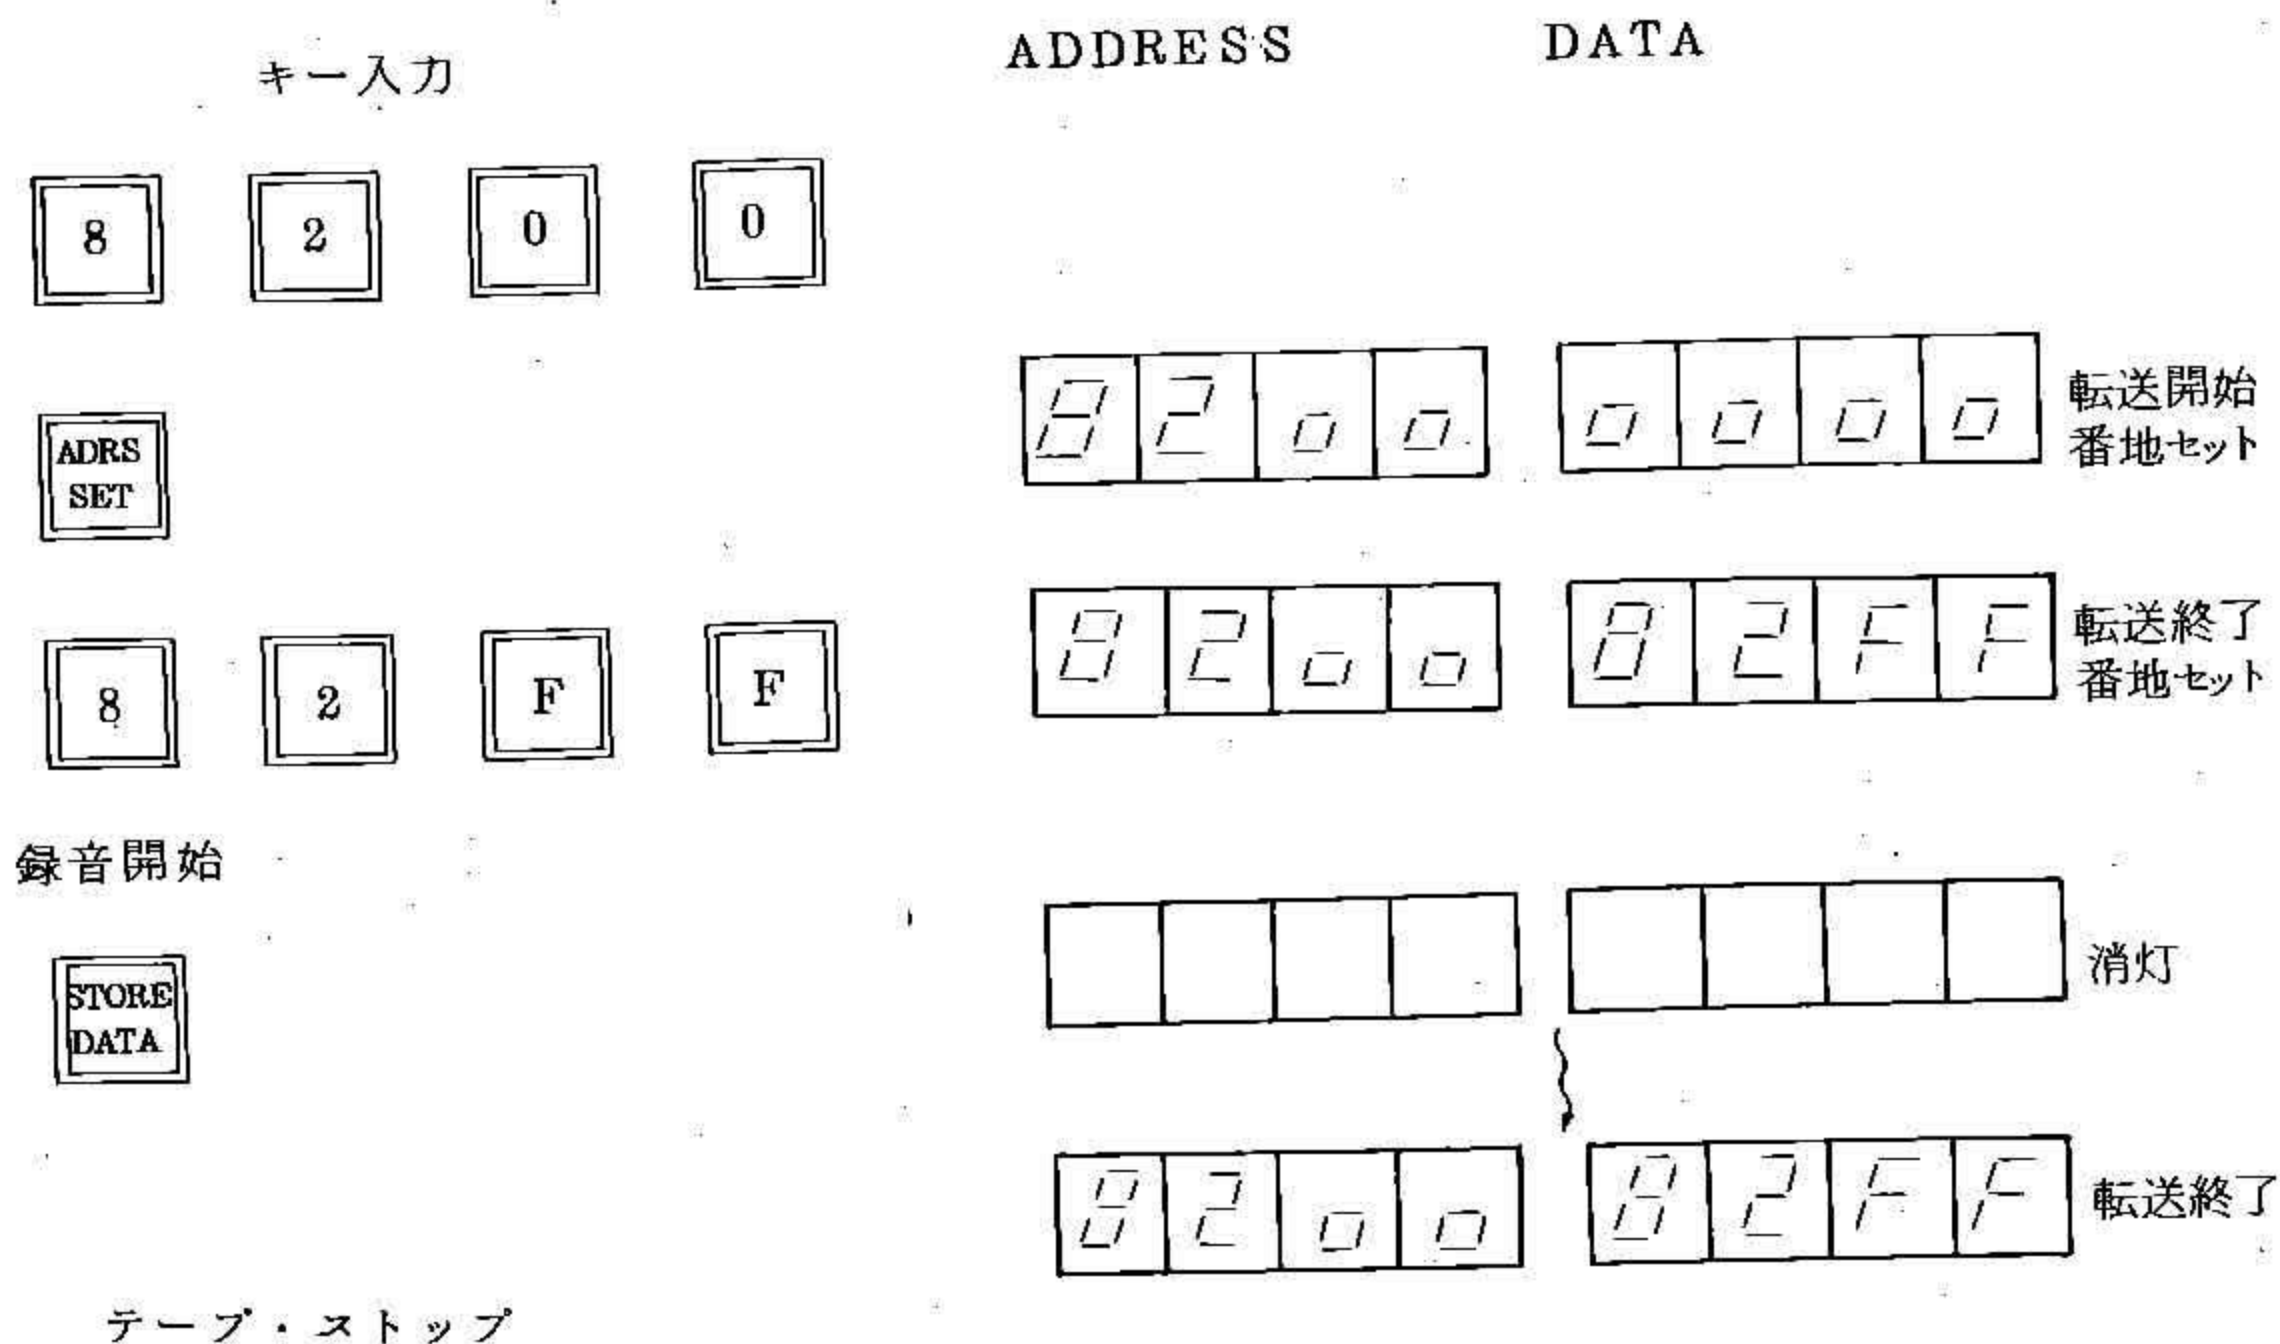 キー入力 ADDRESS DATA
8 2 0 0
ADRS
SET
8200 0000 転送開始
番地セット
8 2 F F
8200 82FF 転送終了
番地セット
録音開始
STORE
DATA
消灯
8200 82FF 転送終了
テープ・ストップ